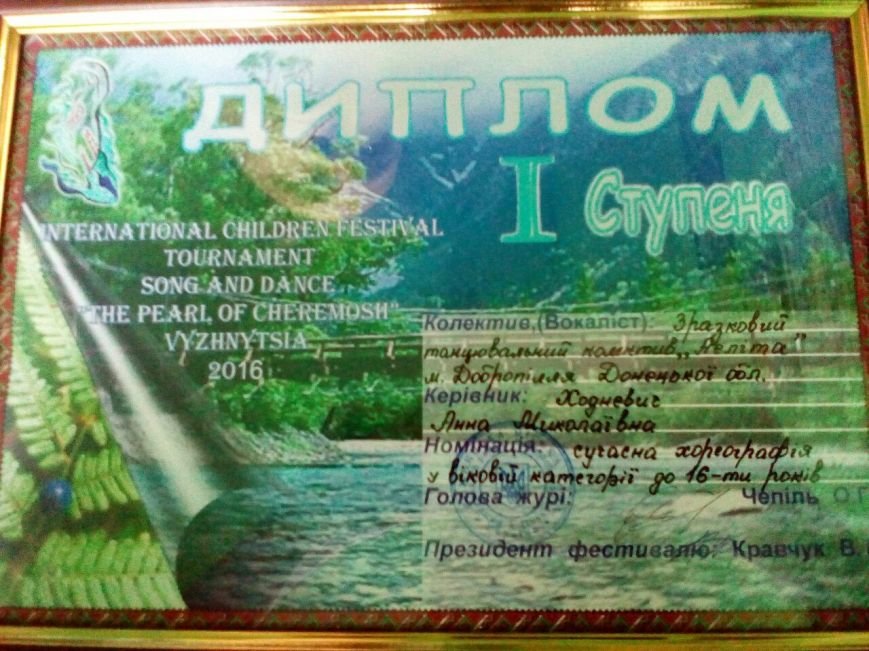 ДИПЛОМ
I Ступеня
INTERNATIONAL CHILDREN FESTIVAL
TOURNAMENT
SONG AND DANCE
"THE PEARL OF CHEREMOSH"
VYZHNYTSIA
2016
Колектив,(Вокаліст): Зразковий
танцювальний колектив „Аеліта"
м. Добропілля Донецької обл.
Керівник: Ходневич
Анна Миколаївна
Номінація: сучасна хореографія
у віковій категорії до 16-ти років
Голова журі: Чепіль О.Г
Президент фестивалю: Кравчук В.